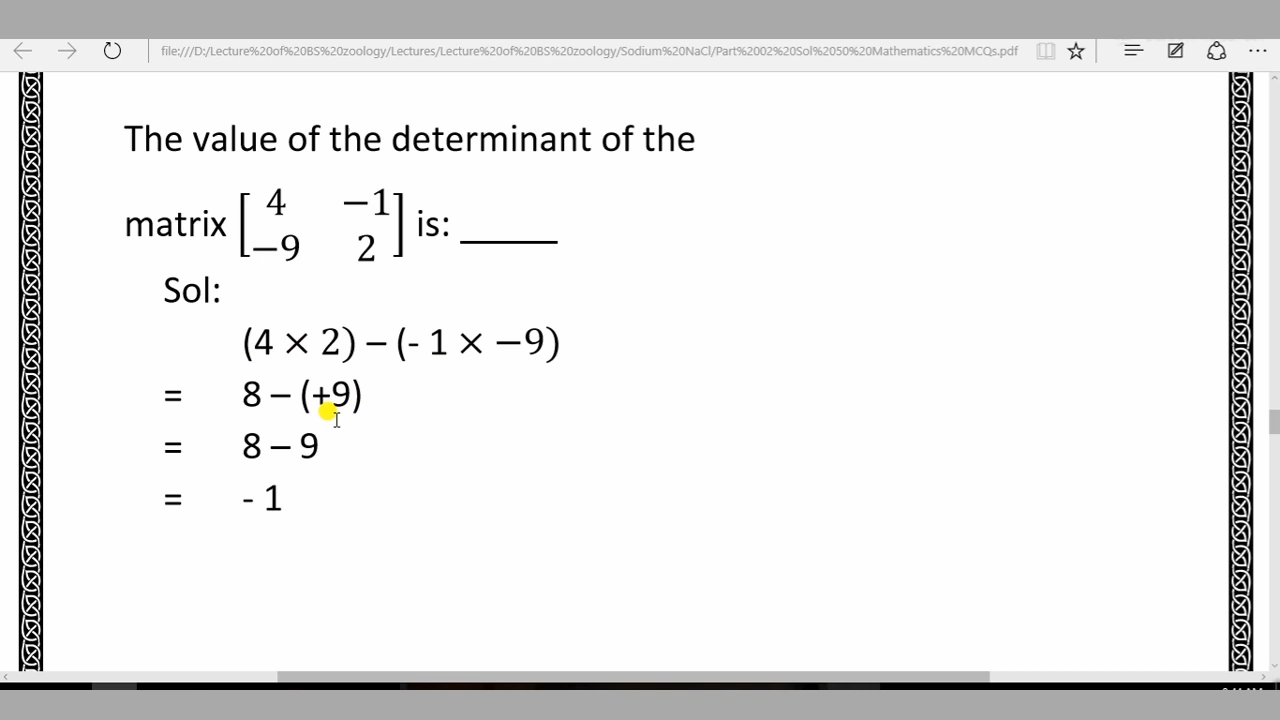 file:///D:/Lecture%20of%20BS%20zoology/Lectures/Lecture%20of%20BS%20zoology/Sodium%20NaCl/Part%2002%20Sol%2050%20Mathematics%20MCQs.pdf
The value of the determinant of the
matrix [4 −1
−9 2] is: _____
Sol:
(4 × 2) – (- 1 × −9)
= 8 – (+9)
= 8 – 9
= - 1